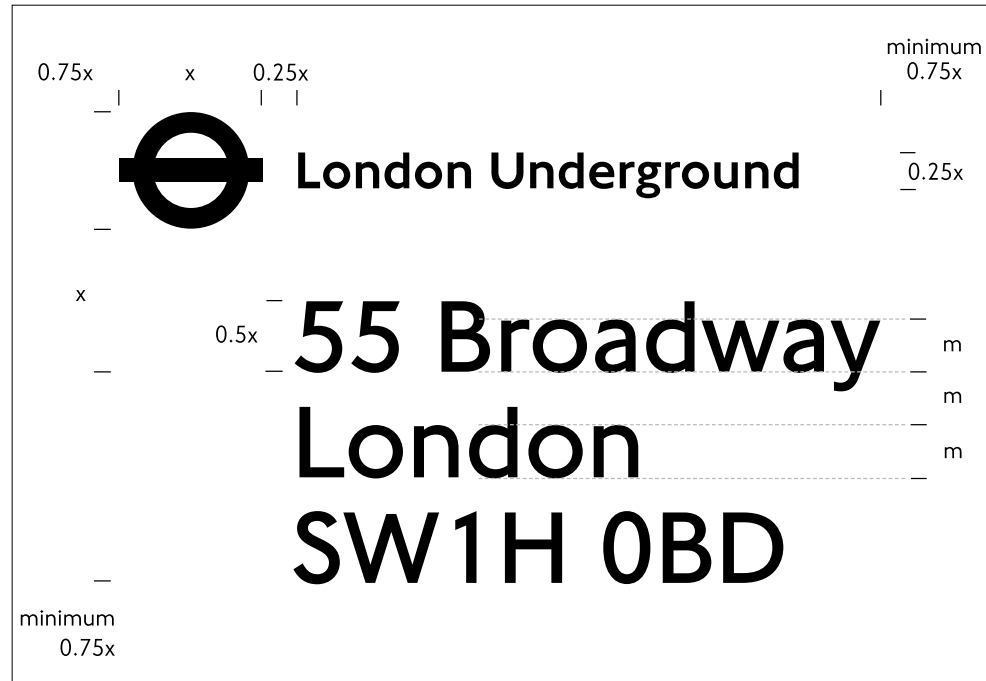 minimum
0.75x x 0.25x 0.75x
London Underground 0.25x
x
0.5x
55 Broadway m
m
London m
SW1H 0BD
minimum
0.75x